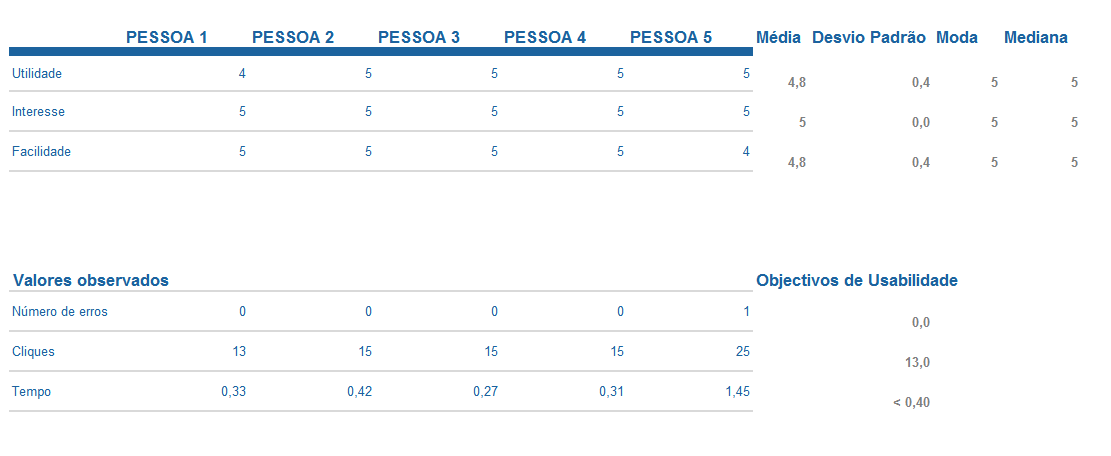 PESSOA 1 PESSOA 2 PESSOA 3 PESSOA 4 PESSOA 5 Média Desvio Padrão Moda Mediana
Utilidade 4 5 5 5 5 4,8 0,4 5 5
Interesse 5 5 5 5 5 5 0,0 5 5
Facilidade 5 5 5 5 4 4,8 0,4 5 5
Valores observados Objectivos de Usabilidade
Número de erros 0 0 0 0 1 0,0
Cliques 13 15 15 15 25 13,0
Tempo 0,33 0,42 0,27 0,31 1,45 < 0,40